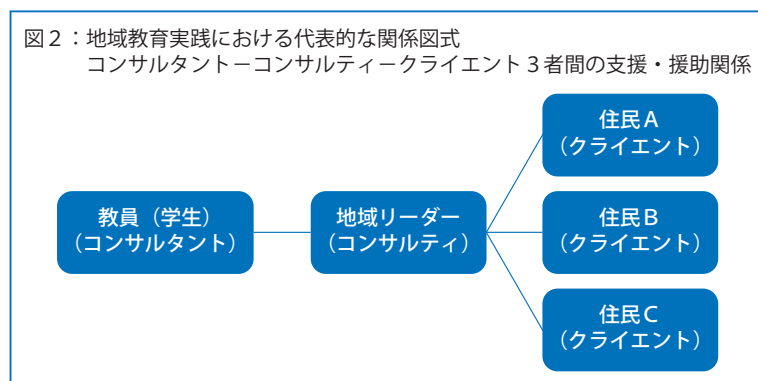 図2：地域教育実践における代表的な関係図式
コンサルタント－コンサルティ－クライエント3者間の支援・援助関係
教員（学生）
（コンサルタント）
地域リーダー
（コンサルティ）
住民A
（クライエント）
住民B
（クライエント）
住民C
（クライエント）